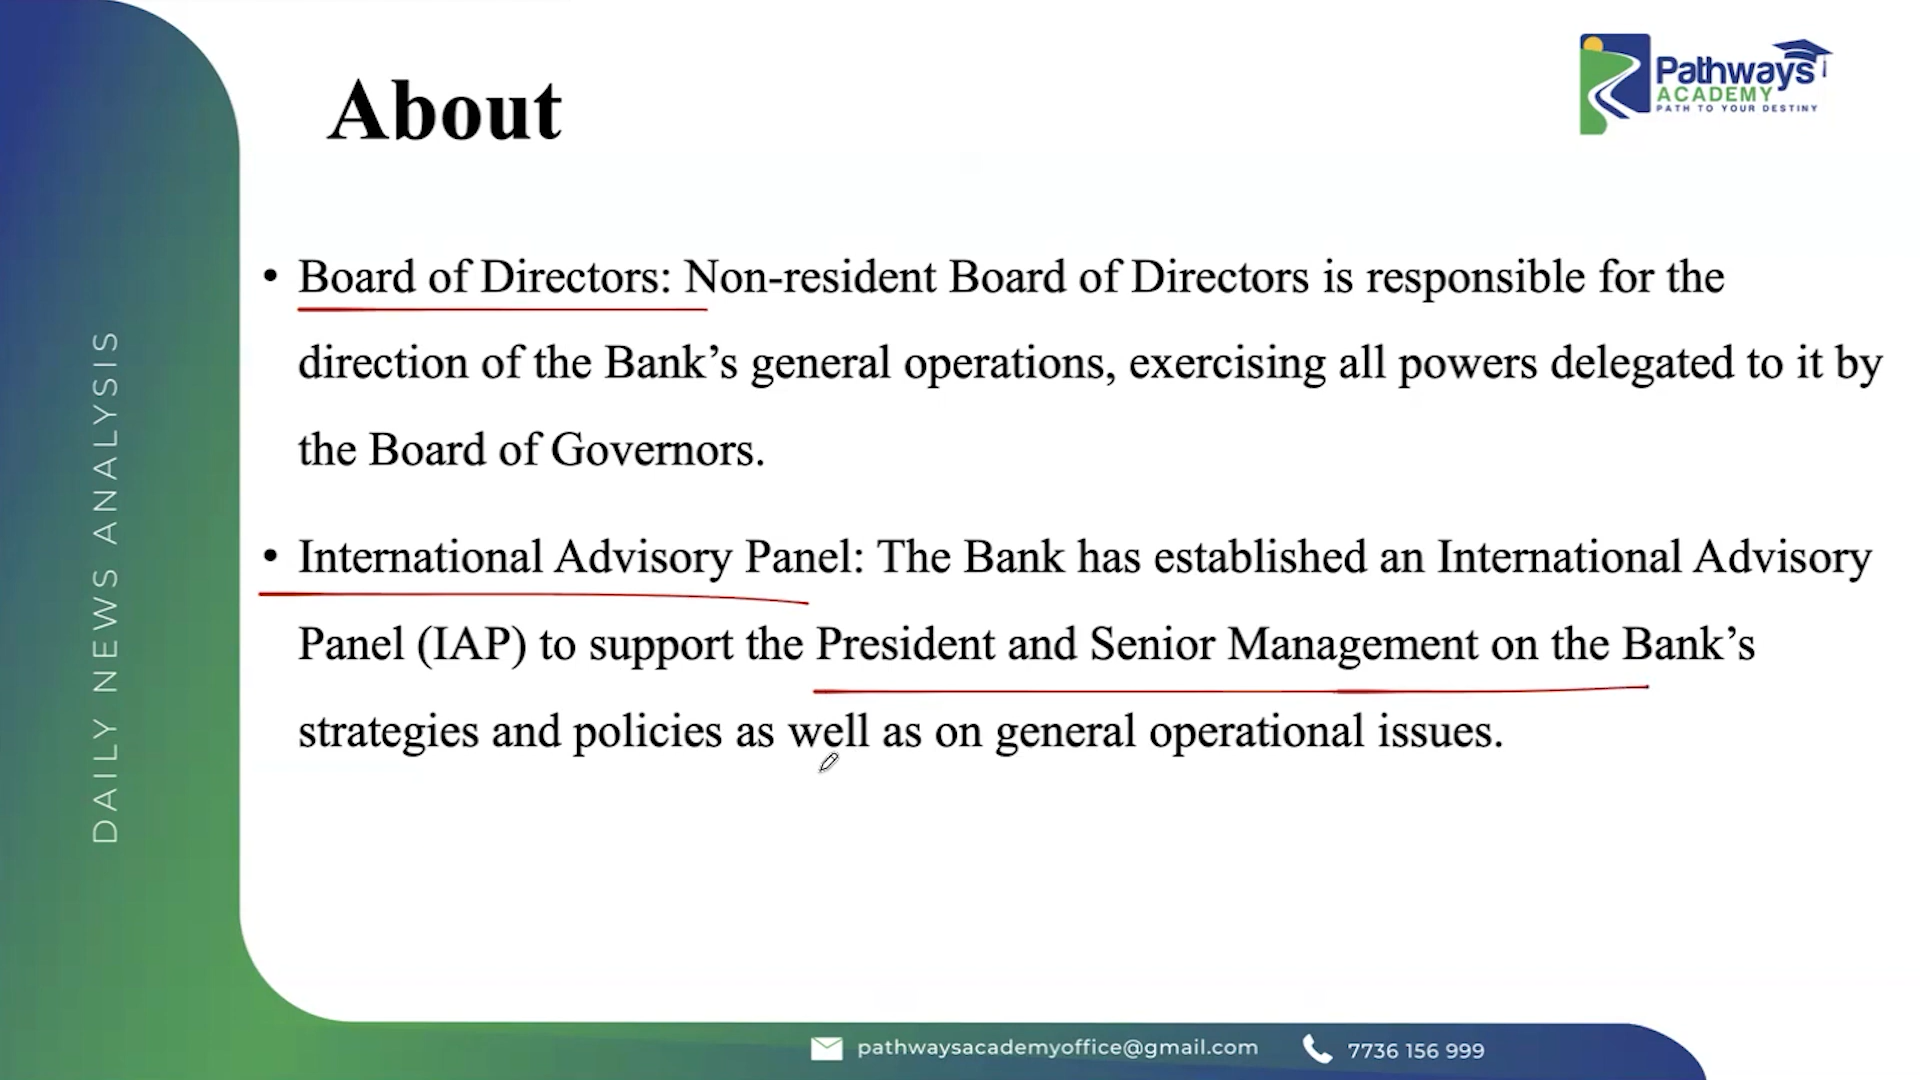 About
Pathways
ACADEMY
PATH TO YOUR DESTINY
• Board of Directors: Non-resident Board of Directors is responsible for the
direction of the Bank’s general operations, exercising all powers delegated to it by
the Board of Governors.
• International Advisory Panel: The Bank has established an International Advisory
Panel (IAP) to support the President and Senior Management on the Bank’s
strategies and policies as well as on general operational issues.
DAILY NEWS ANALYSIS
pathwaysacademyoffice@gmail.com
7736 156 999